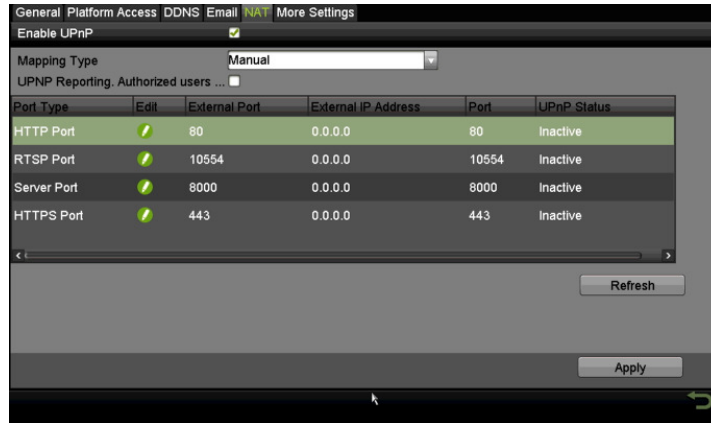 General Platform Access DDNS Email NAT More Settings
Enable UPnP
Mapping Type Manual
UPNP Reporting. Authorized users ...
Port Type Edit External Port External IP Address Port UPnP Status
HTTP Port 80 0.0.0.0 80 Inactive
RTSP Port 10554 0.0.0.0 10554 Inactive
Server Port 8000 0.0.0.0 8000 Inactive
HTTPS Port 443 0.0.0.0 443 Inactive
Refresh
Apply